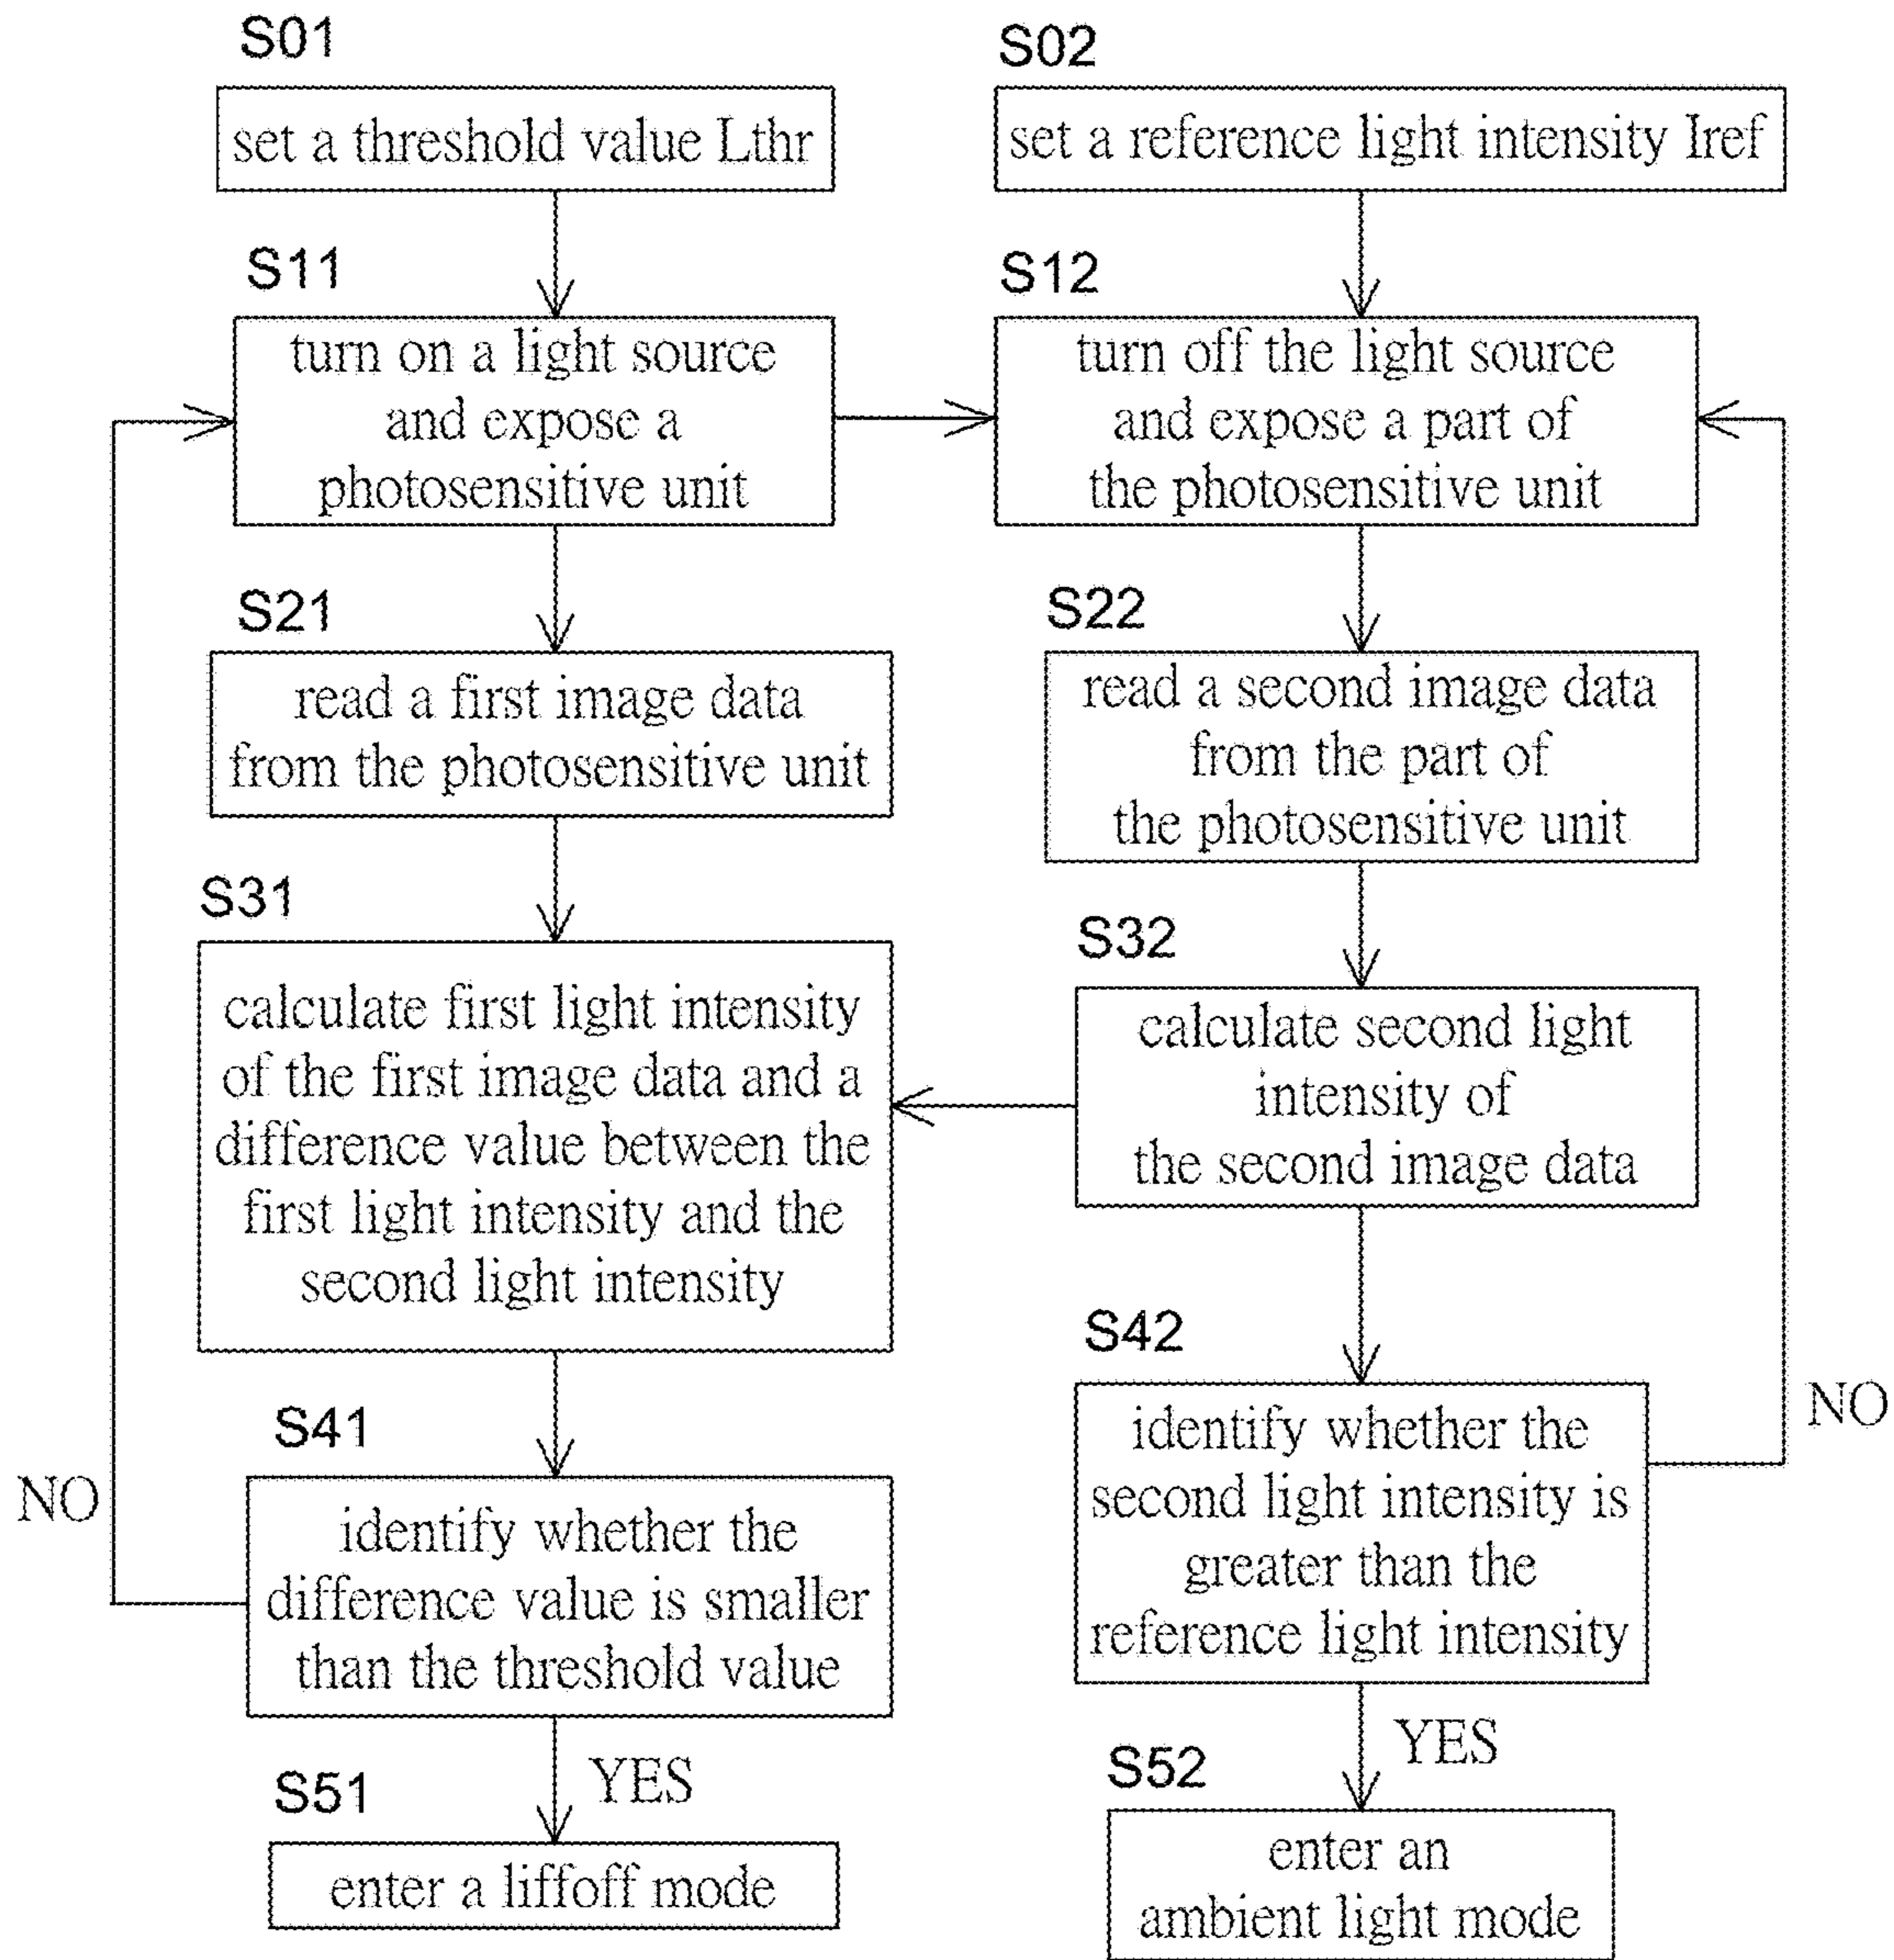 S01
set a threshold value Lthr
S02
set a reference light intensity Iref
S11
turn on a light source
and expose a
photosensitive unit
S12
turn off the light source
and expose a part of
the photosensitive unit
S21
read a first image data
from the photosensitive unit
S22
read a second image data
from the part of
the photosensitive unit
S31
calculate first light intensity
of the first image data and a
difference value between the
first light intensity and the
second light intensity
S32
calculate second light
intensity of
the second image data
S41
identify whether the
difference value is smaller
than the threshold value
NO
S42
identify whether the
second light intensity is
greater than the
reference light intensity
NO
YES
S51
enter a liffoff mode
YES
S52
enter an
ambient light mode